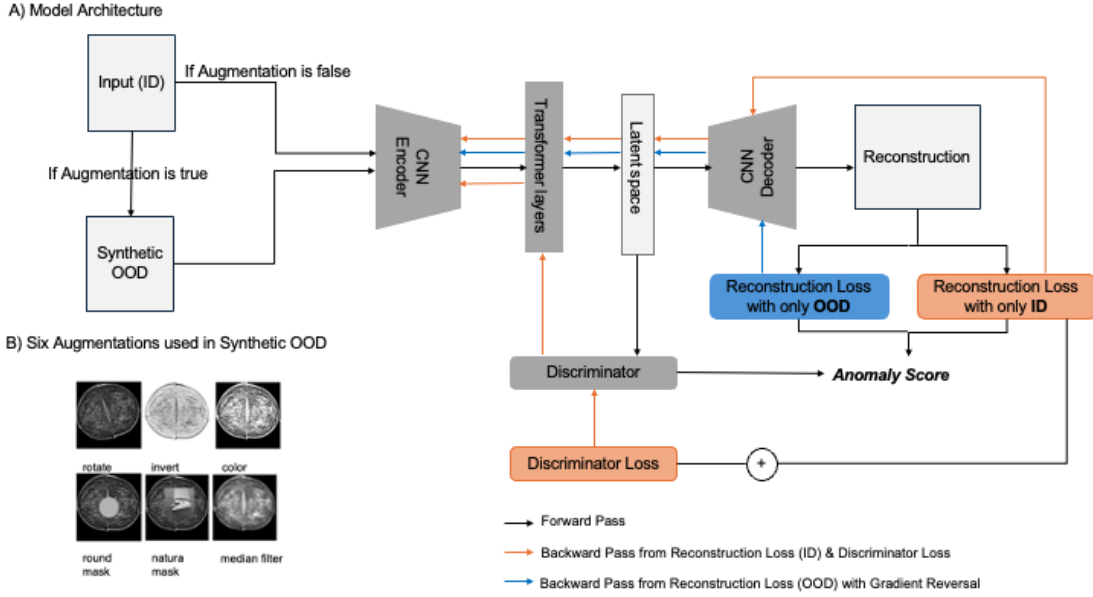 A) Model Architecture
Input (ID)
If Augmentation is false
If Augmentation is true
Synthetic
OOD
CNN
Encoder
Transformer layers
Latent space
CNN
Decoder
Reconstruction
Reconstruction Loss
with only OOD
Reconstruction Loss
with only ID
Discriminator
Anomaly Score
Discriminator Loss
+
B) Six Augmentations used in Synthetic OOD
rotate
invert
color
round
mask
natura
mask
median filter
Forward Pass
Backward Pass from Reconstruction Loss (ID) & Discriminator Loss
Backward Pass from Reconstruction Loss (OOD) with Gradient Reversal